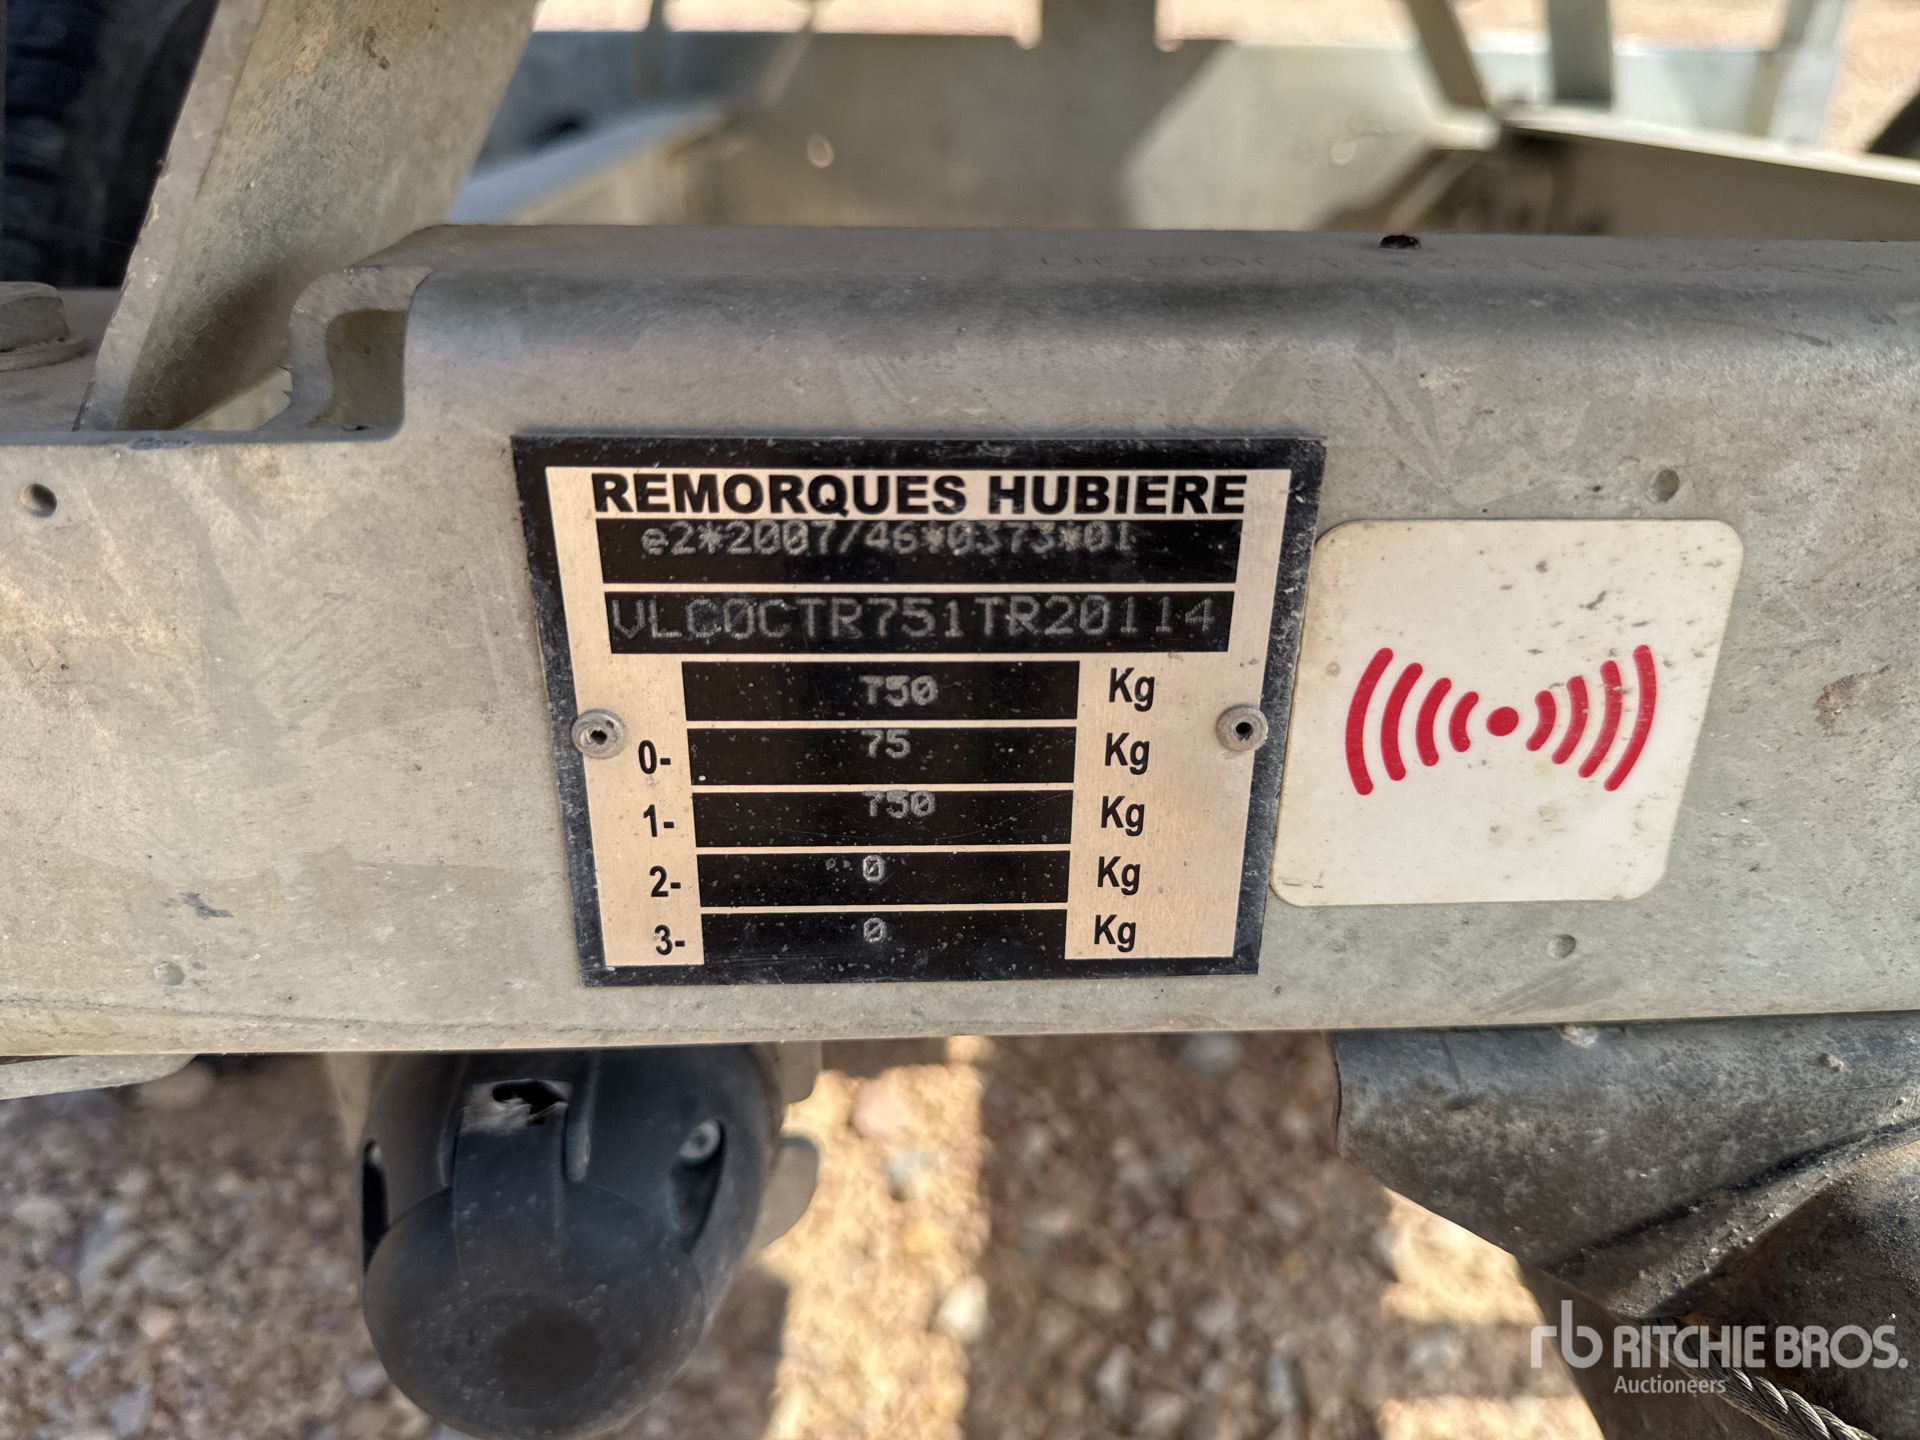 REMORQUES HUBIERE
e2*2007/46*0373*01
VLC0CTR751TR20114
750 Kg
0- 75 Kg
1- 750 Kg
2- 0 Kg
3- 0 Kg
rb RITCHIE BROS.
Auctioneers